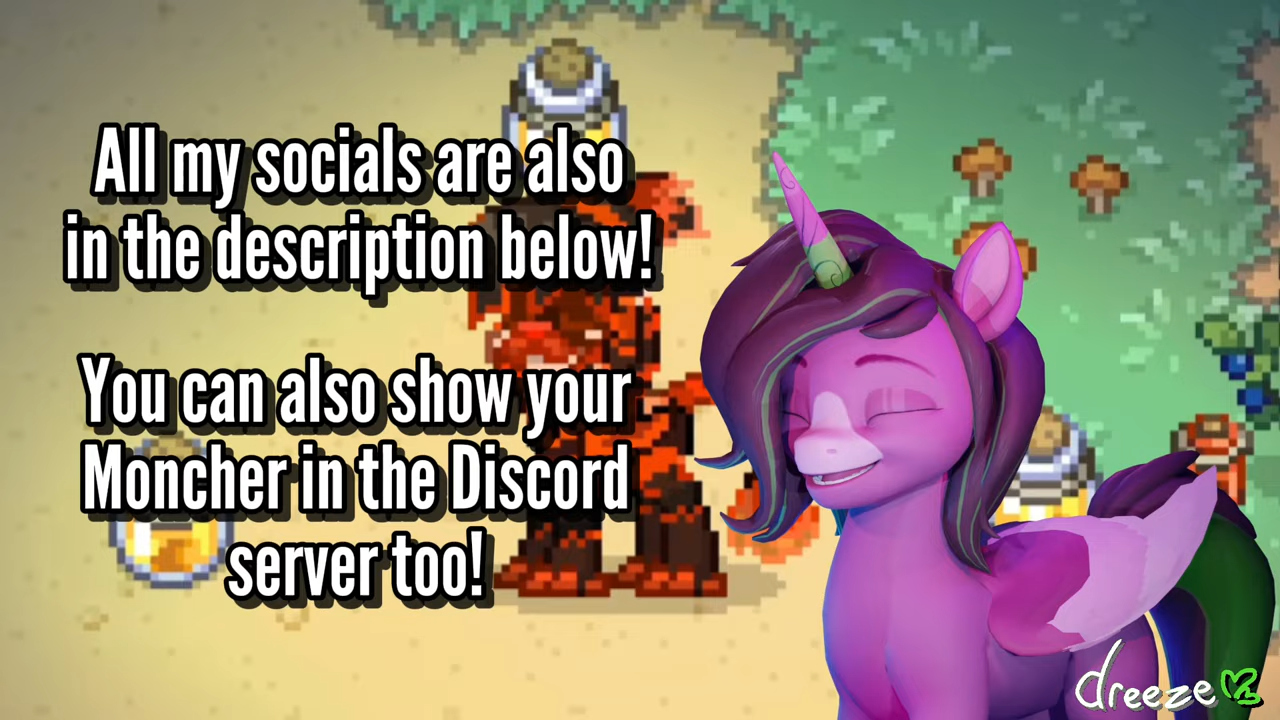 All my socials are also
in the description below!
You can also show your
Moncher in the Discord
server too!
dreeze